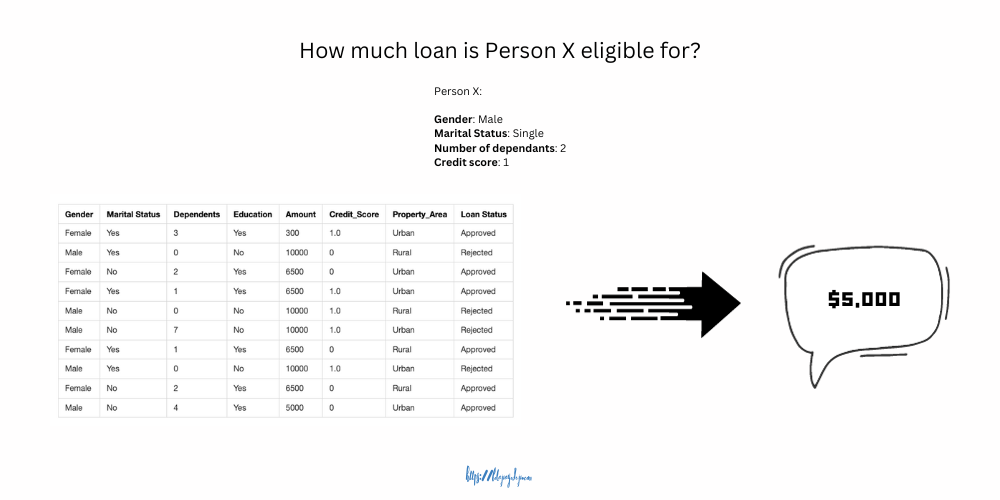 How much loan is Person X eligible for?
Person X:
Gender: Male
Marital Status: Single
Number of dependants: 2
Credit score: 1
Gender Marital Status Dependents Education Amount Credit_Score Property_Area Loan Status
Female Yes 3 Yes 300 1.0 Urban Approved
Male Yes 0 No 10000 0 Rural Rejected
Female No 2 Yes 6500 0 Urban Approved
Female Yes 1 Yes 6500 1.0 Urban Approved
Male No 0 No 10000 1.0 Rural Rejected
Male No 7 No 10000 1.0 Urban Rejected
Female Yes 1 Yes 6500 0 Rural Approved
Male Yes 0 No 10000 1.0 Urban Rejected
Female No 2 Yes 6500 0 Rural Approved
Male No 4 Yes 5000 0 Urban Approved
$5,000